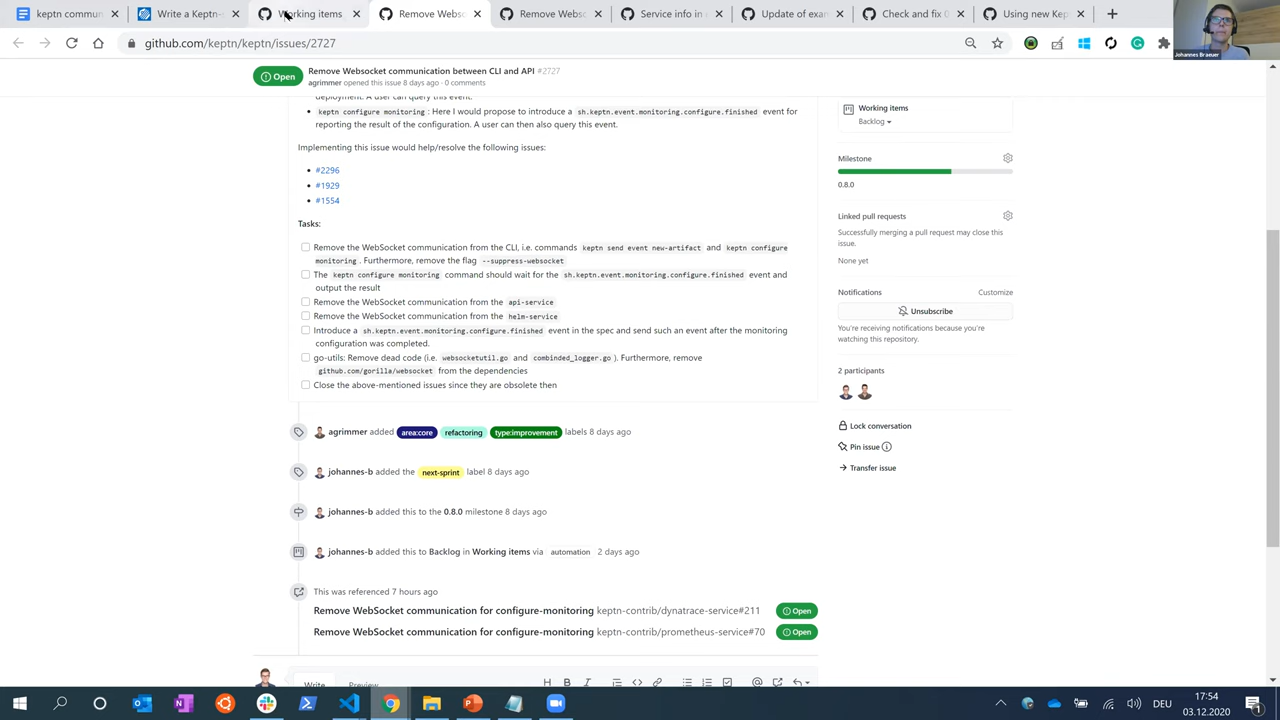 Write Keptn-
Working items
Remove Websc
Remove Websc
Service info in
Update of exam
Check and fix
Using new Kep
github.com/keptn/keptn/issues/2727
Johannes Braeuer
Open
Remove Websocket communication between CLI and API #2727
agrimmer opened this issue 8 days ago · 0 comments
deployment. A user can query this event.
keptn configure monitoring : Here I would propose to introduce a sh.keptn.event.monitoring.configure.finished event for
reporting the result of the configuration. A user can then also query this event.
Implementing this issue would help/resolve the following issues:
#2296
#1929
#1554
Tasks:
Remove the WebSocket communication from the CLI, i.e. commands keptn send event new-artifact and keptn configure
monitoring . Furthermore, remove the flag --suppress-websocket
The keptn configure monitoring command should wait for the sh.keptn.event.monitoring.configure.finished event and
output the result
Remove the WebSocket communication from the api-service
Remove the WebSocket communication from the helm-service
Introduce a sh.keptn.event.monitoring.configure.finished event in the spec and send such an event after the monitoring
configuration was completed.
go-utils: Remove dead code (i.e. websocketutil.go and combinded_logger.go ). Furthermore, remove
github.com/gorilla/websocket from the dependencies
Close the above-mentioned issues since they are obsolete then
agrimmer added area:core refactoring type:improvement labels 8 days ago
johannes-b added the next-sprint label 8 days ago
johannes-b added this to the 0.8.0 milestone 8 days ago
johannes-b added this to Backlog in Working items via automation 2 days ago
This was referenced 7 hours ago
Remove WebSocket communication for configure-monitoring keptn-contrib/dynatrace-service#211
Open
Remove WebSocket communication for configure-monitoring keptn-contrib/prometheus-service#70
Open
Write
Preview
Working items
Backlog
Milestone
0.8.0
Linked pull requests
Successfully merging a pull request may close this
issue.
None yet
Notifications
Customize
Unsubscribe
You're receiving notifications because you're
watching this repository.
2 participants
Lock conversation
Pin issue
Transfer issue
DEU
17:54
03.12.2020